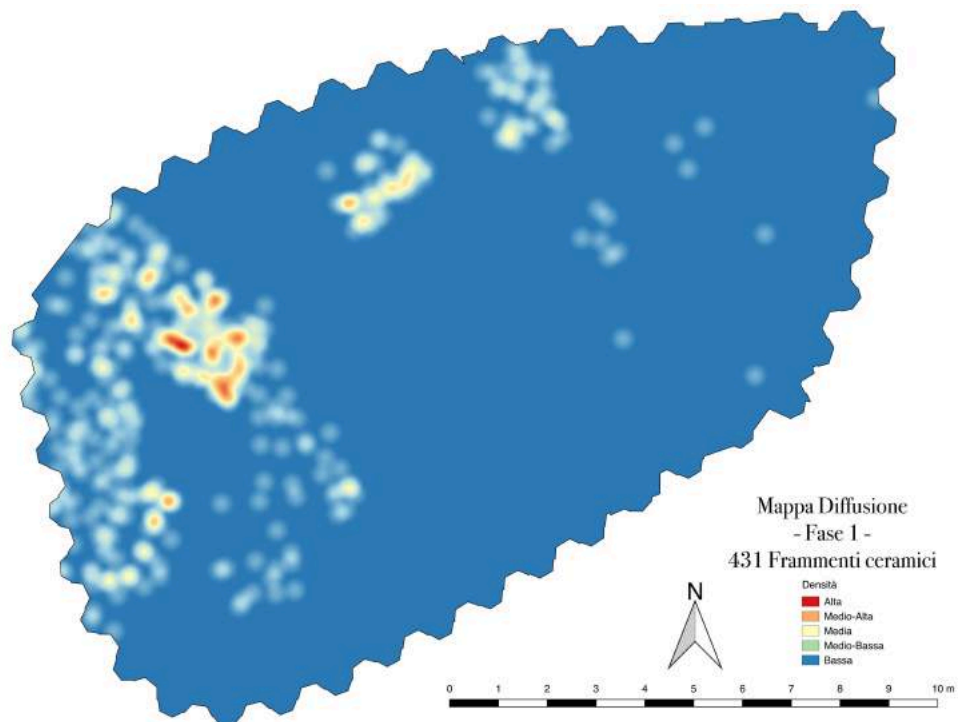 Mappa Diffusione
- Fase 1 -
431 Frammenti ceramici
Densità
Alta
Medio-Alta
Media
Medio-Bassa
Bassa
N
0 1 2 3 4 5 6 7 8 9 10 m